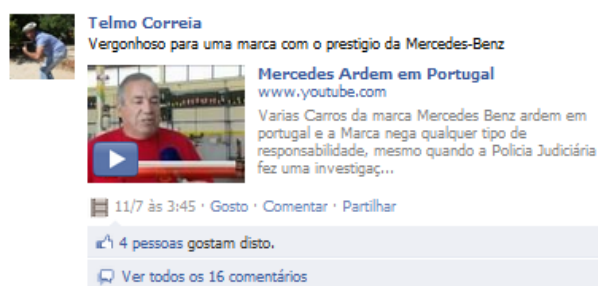 Telmo Correia
Vergonhoso para uma marca com o prestigio da Mercedes-Benz
Mercedes Ardem em Portugal
www.youtube.com
Varias Carros da marca Mercedes Benz ardem em
portugal e a Marca nega qualquer tipo de
responsabilidade, mesmo quando a Policia Judiciária
fez uma investigaç...
11/7 às 3:45 · Gosto · Comentar · Partilhar
4 pessoas gostam disto.
Ver todos os 16 comentários